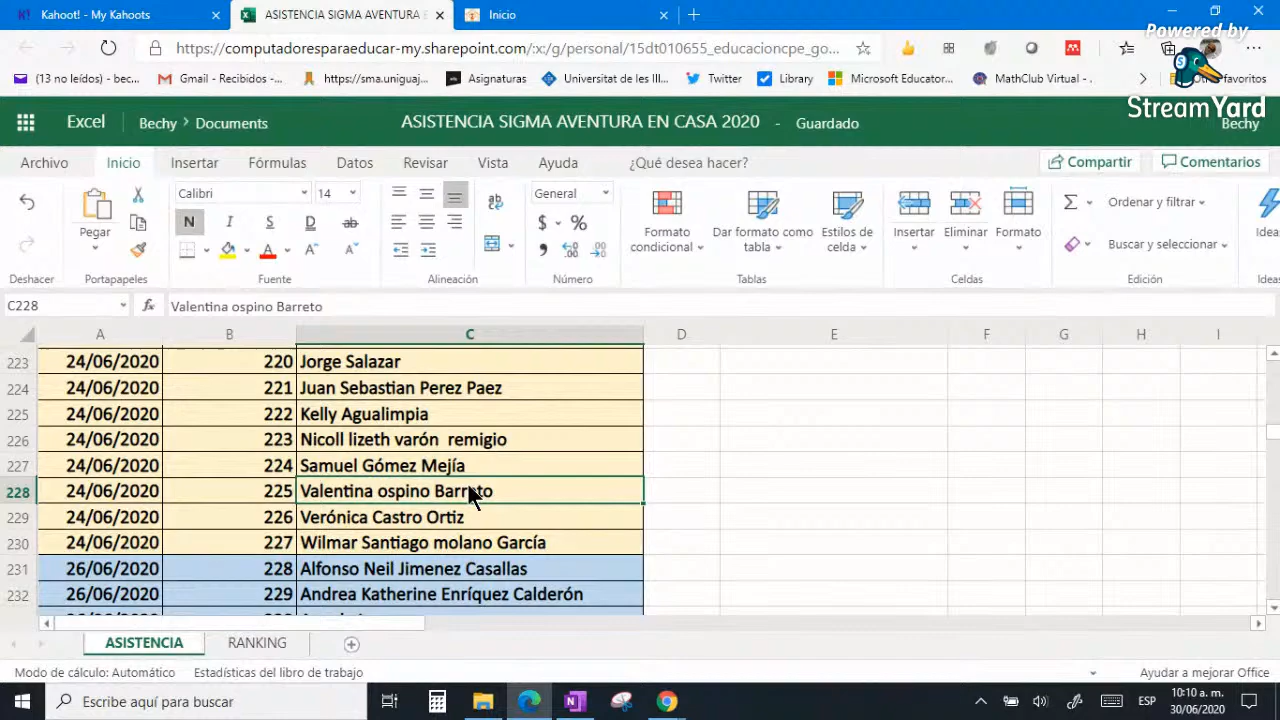 Kahoot! - My Kahoots
ASISTENCIA SIGMA AVENTURA
Inicio
https://computadoresparaeducar-my.sharepoint.com/:x:/g/personal/15dt010655_educacioncpe_go...
Powered by
StreamYard
(13 no leídos) - bec...
Gmail - Recibidos - ...
https://sma.uniguaj...
Asignaturas
Universitat de les Ill...
Twitter
Library
Microsoft Educator...
MathClub Virtual - ...
favoritos
Excel
Bechy > Documents
ASISTENCIA SIGMA AVENTURA EN CASA 2020 - Guardado
Bechy
Archivo Inicio Insertar Fórmulas Datos Revisar Vista Ayuda ¿Qué desea hacer?
Compartir
Comentarios
Calibri 14
General
N I S D ab
$ %
Pegar
Formato condicional
Dar formato como tabla
Estilos de celda
Insertar
Eliminar
Formato
Ordenar y filtrar
Buscar y seleccionar
Ideas
Deshacer Portapapeles Fuente Alineación Número Tablas Celdas Edición Ideas
C228 fx Valentina ospino Barreto
A B C D E F G H I
223 24/06/2020 220 Jorge Salazar
224 24/06/2020 221 Juan Sebastian Perez Paez
225 24/06/2020 222 Kelly Agualimpia
226 24/06/2020 223 Nicoll lizeth varón  remigio
227 24/06/2020 224 Samuel Gómez Mejía
228 24/06/2020 225 Valentina ospino Barreto
229 24/06/2020 226 Verónica Castro Ortiz
230 24/06/2020 227 Wilmar Santiago molano García
231 26/06/2020 228 Alfonso Neil Jimenez Casallas
232 26/06/2020 229 Andrea Katherine Enríquez Calderón
ASISTENCIA RANKING
Modo de cálculo: Automático Estadísticas del libro de trabajo
Ayudar a mejorar Office
Escribe aquí para buscar
ESP
10:10 a. m.
30/06/2020